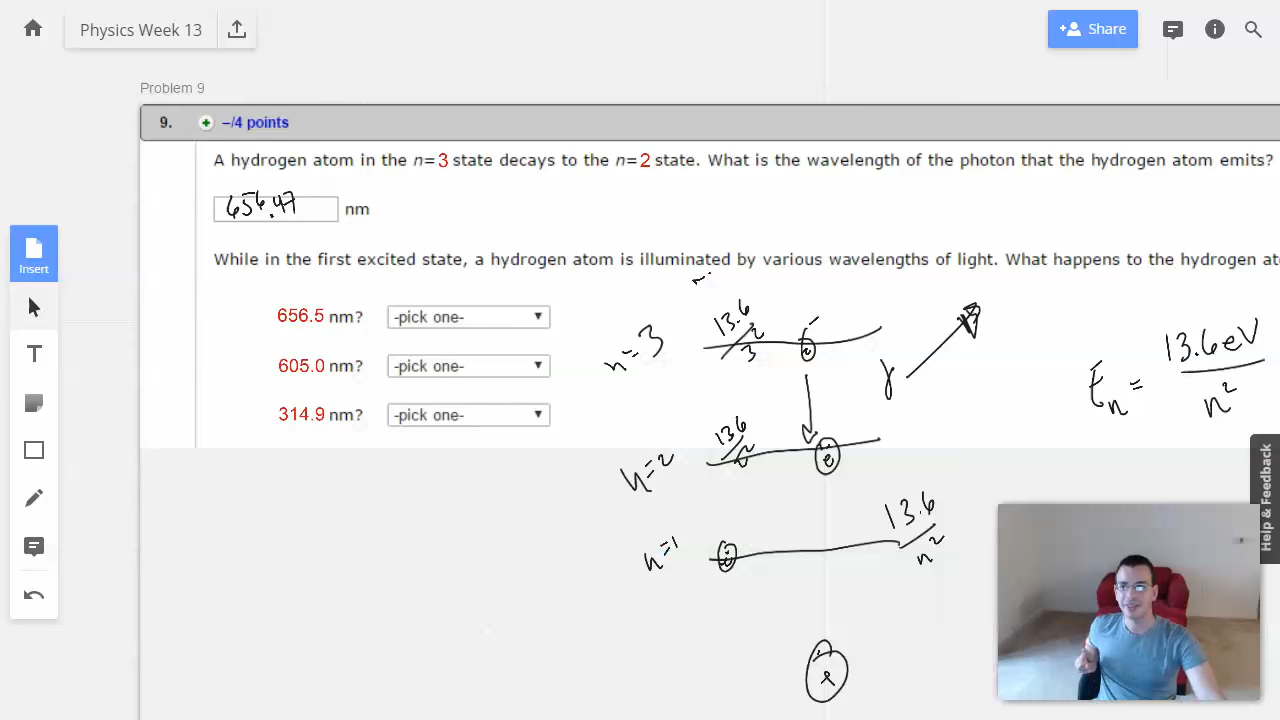 Physics Week 13
Share
Problem 9
9. –/4 points
A hydrogen atom in the n=3 state decays to the n=2 state. What is the wavelength of the photon that the hydrogen atom emits?
656.47 nm
While in the first excited state, a hydrogen atom is illuminated by various wavelengths of light. What happens to the hydrogen at
656.5 nm? -pick one-
605.0 nm? -pick one-
314.9 nm? -pick one-
Insert
T
n=3
13.6/3²
e
γ
Eₙ = 13.6eV/n²
n=2
13.6/2²
e
n=1
13.6/n²
Help & Feedback